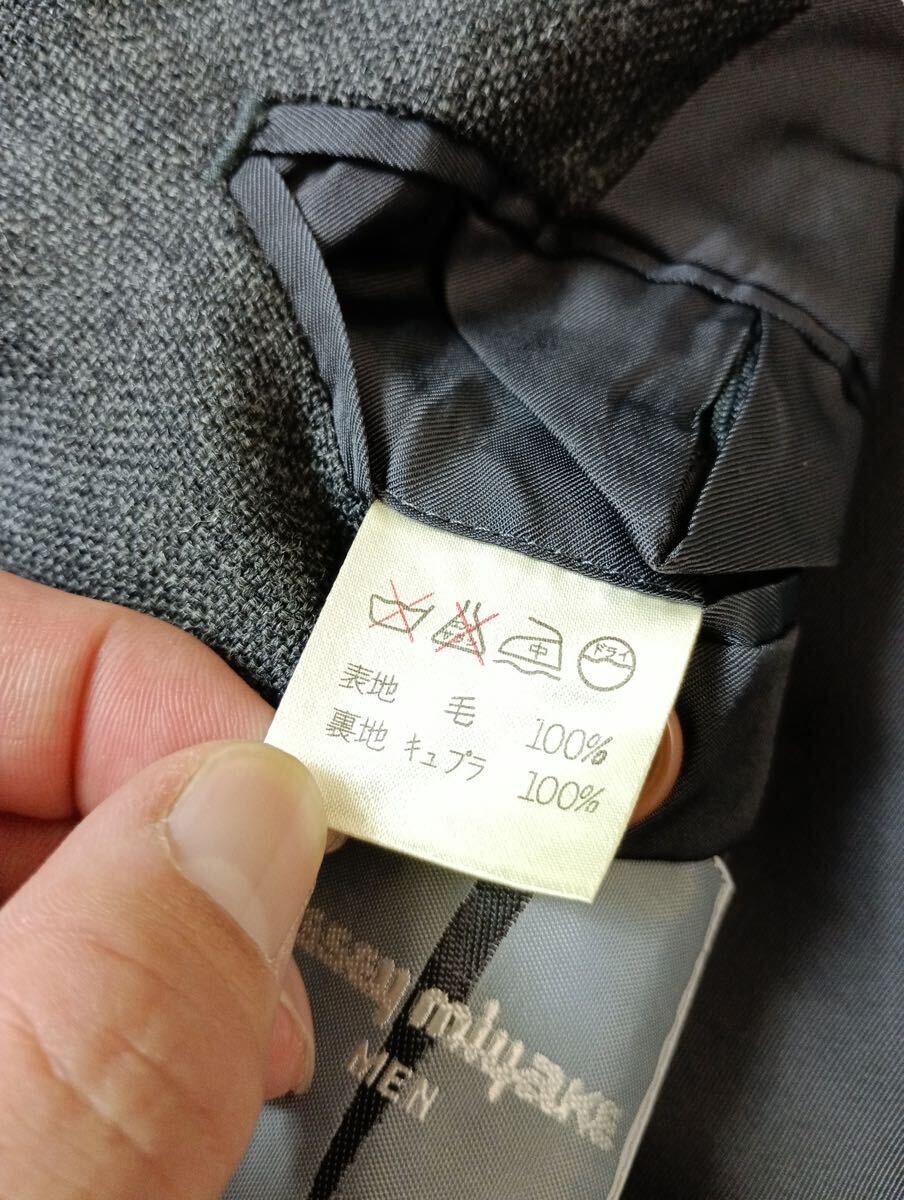 中 ドライ
表地 毛 100%
裏地 キュプラ 100%
miyake
MEN